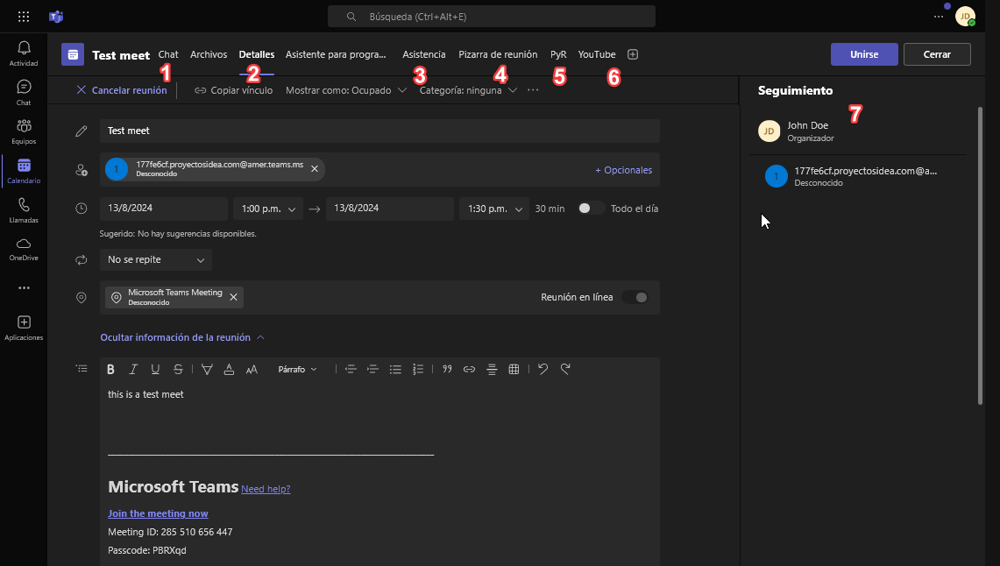 Búsqueda (Ctrl+Alt+E)
JD
Actividad
Chat
Equipos
Calendario
Llamadas
OneDrive
Aplicaciones
Test meet Chat Archivos Detalles Asistente para progra... Asistencia Pizarra de reunión PyR YouTube
Unirse Cerrar
1 2 3 4 5 6
Cancelar reunión Copiar vínculo Mostrar como: Ocupado Categoría: ninguna
Test meet
1 177fe6cf.proyectosidea.com@amer.teams.ms
Desconocido
+ Opcionales
13/8/2024 1:00 p.m. 13/8/2024 1:30 p.m. 30 min Todo el día
Sugerido: No hay sugerencias disponibles.
No se repite
Microsoft Teams Meeting
Desconocido
Reunión en línea
Ocultar información de la reunión
B I U S A AA Párrafo
this is a test meet
Microsoft Teams Need help?
Join the meeting now
Meeting ID: 285 510 656 447
Passcode: PBRXqd
Seguimiento
7
JD John Doe
Organizador
1 177fe6cf.proyectosidea.com@a...
Desconocido